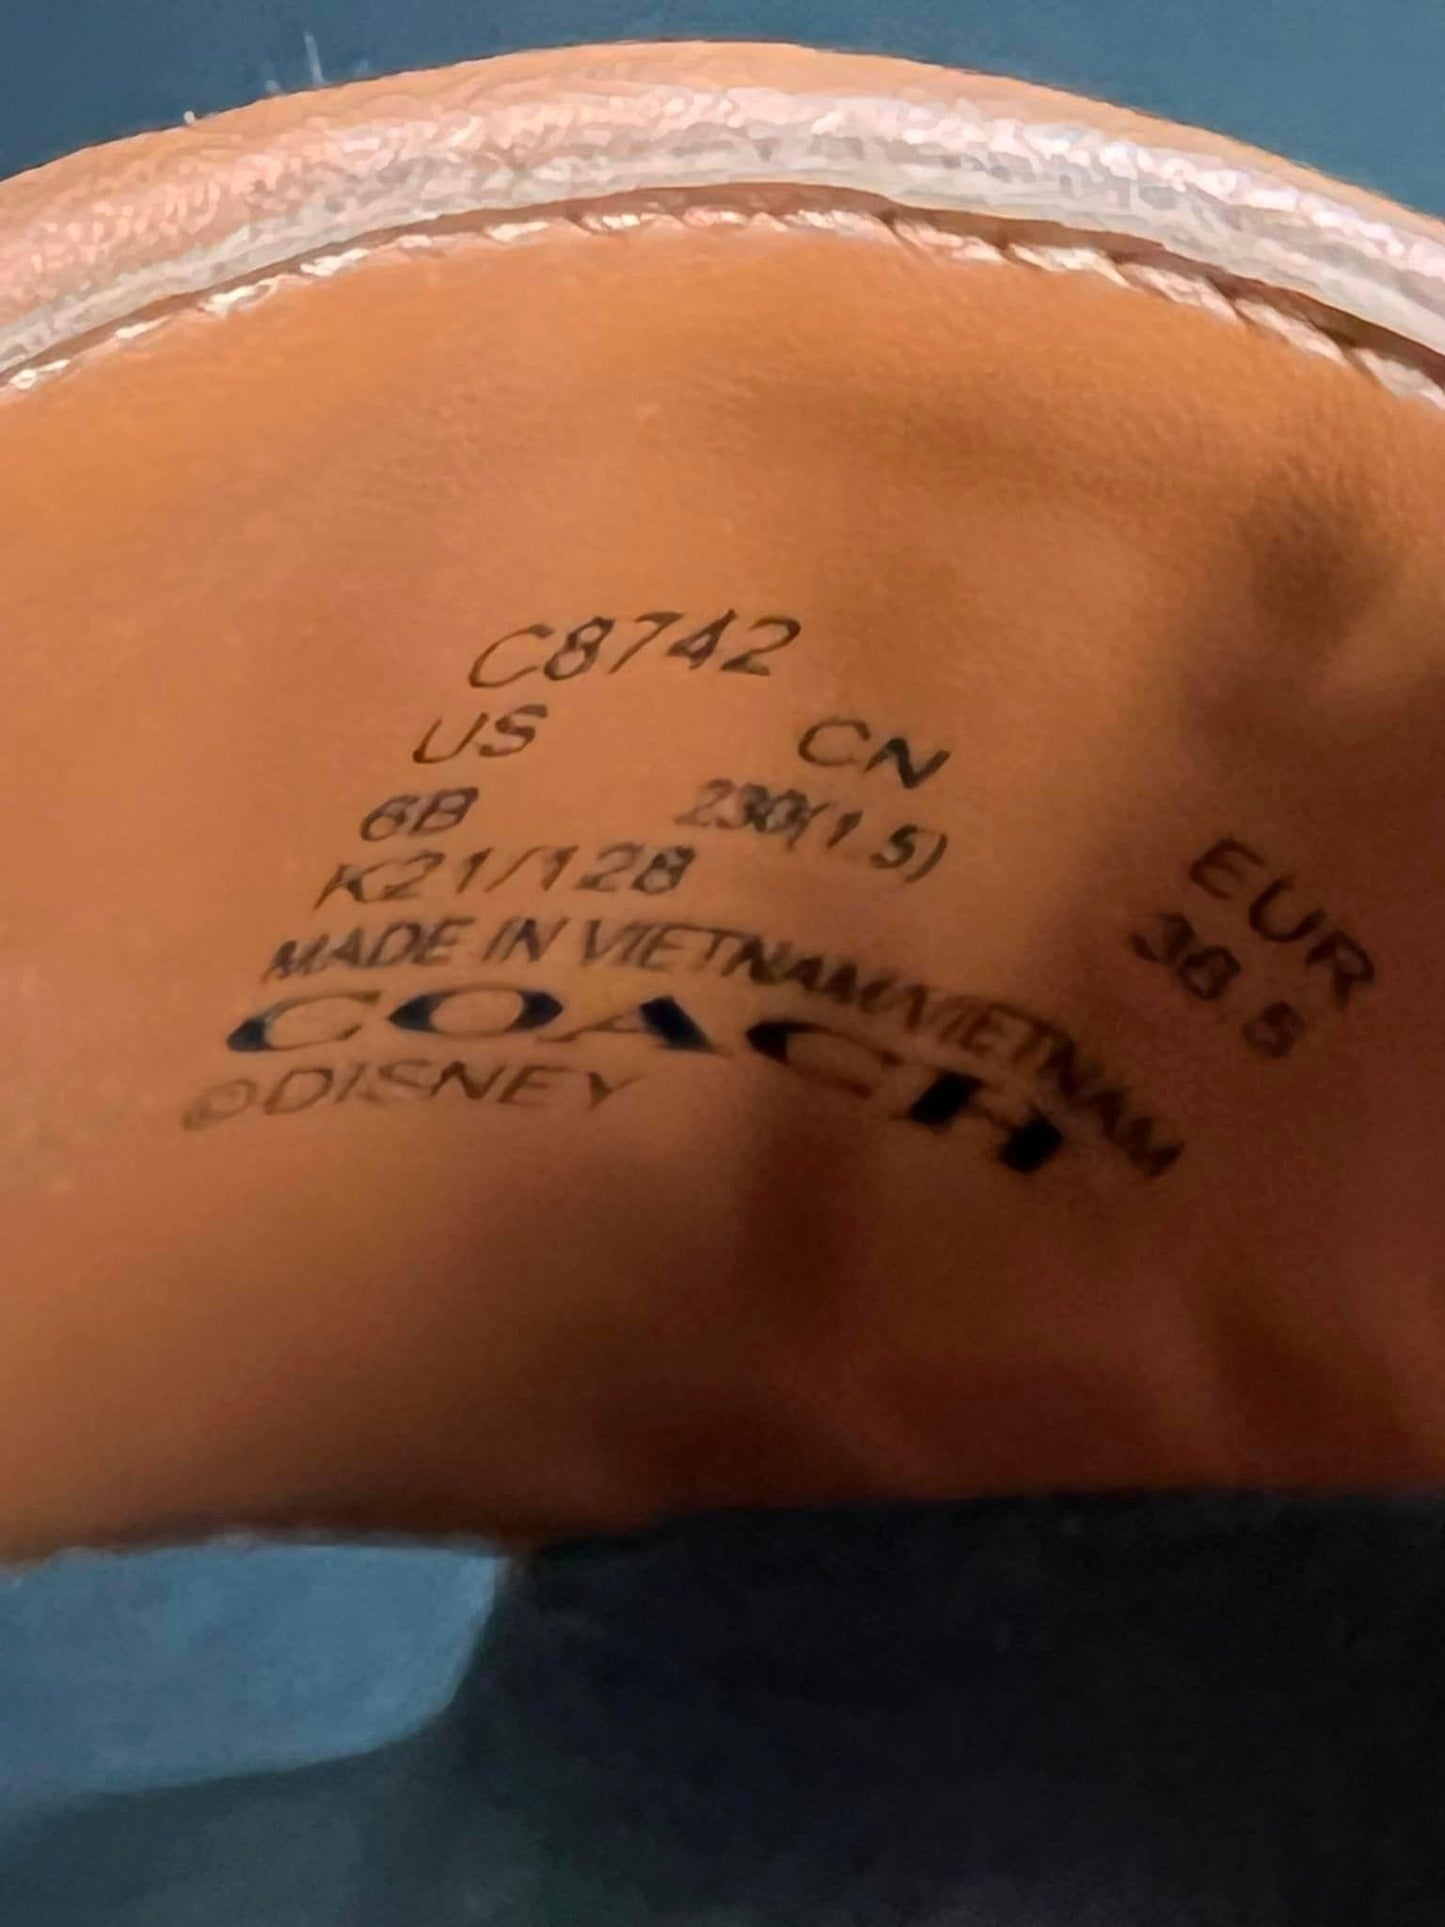 C8742
US CN EUR
6B 230(1.5) 38.5
K21/128
MADE IN VIETNAM/VIETNAM
COACH
©DISNEY